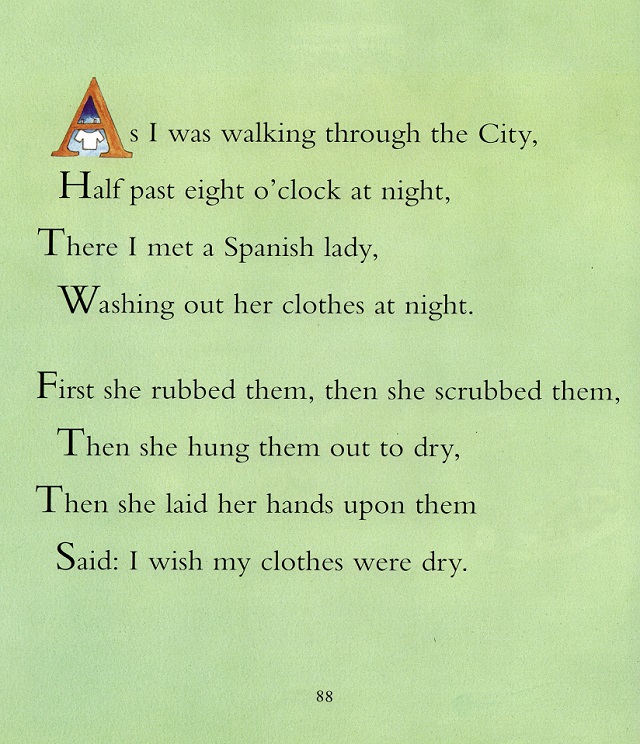 As I was walking through the City,
Half past eight o'clock at night,
There I met a Spanish lady,
Washing out her clothes at night.
First she rubbed them, then she scrubbed them,
Then she hung them out to dry,
Then she laid her hands upon them
Said: I wish my clothes were dry.
88